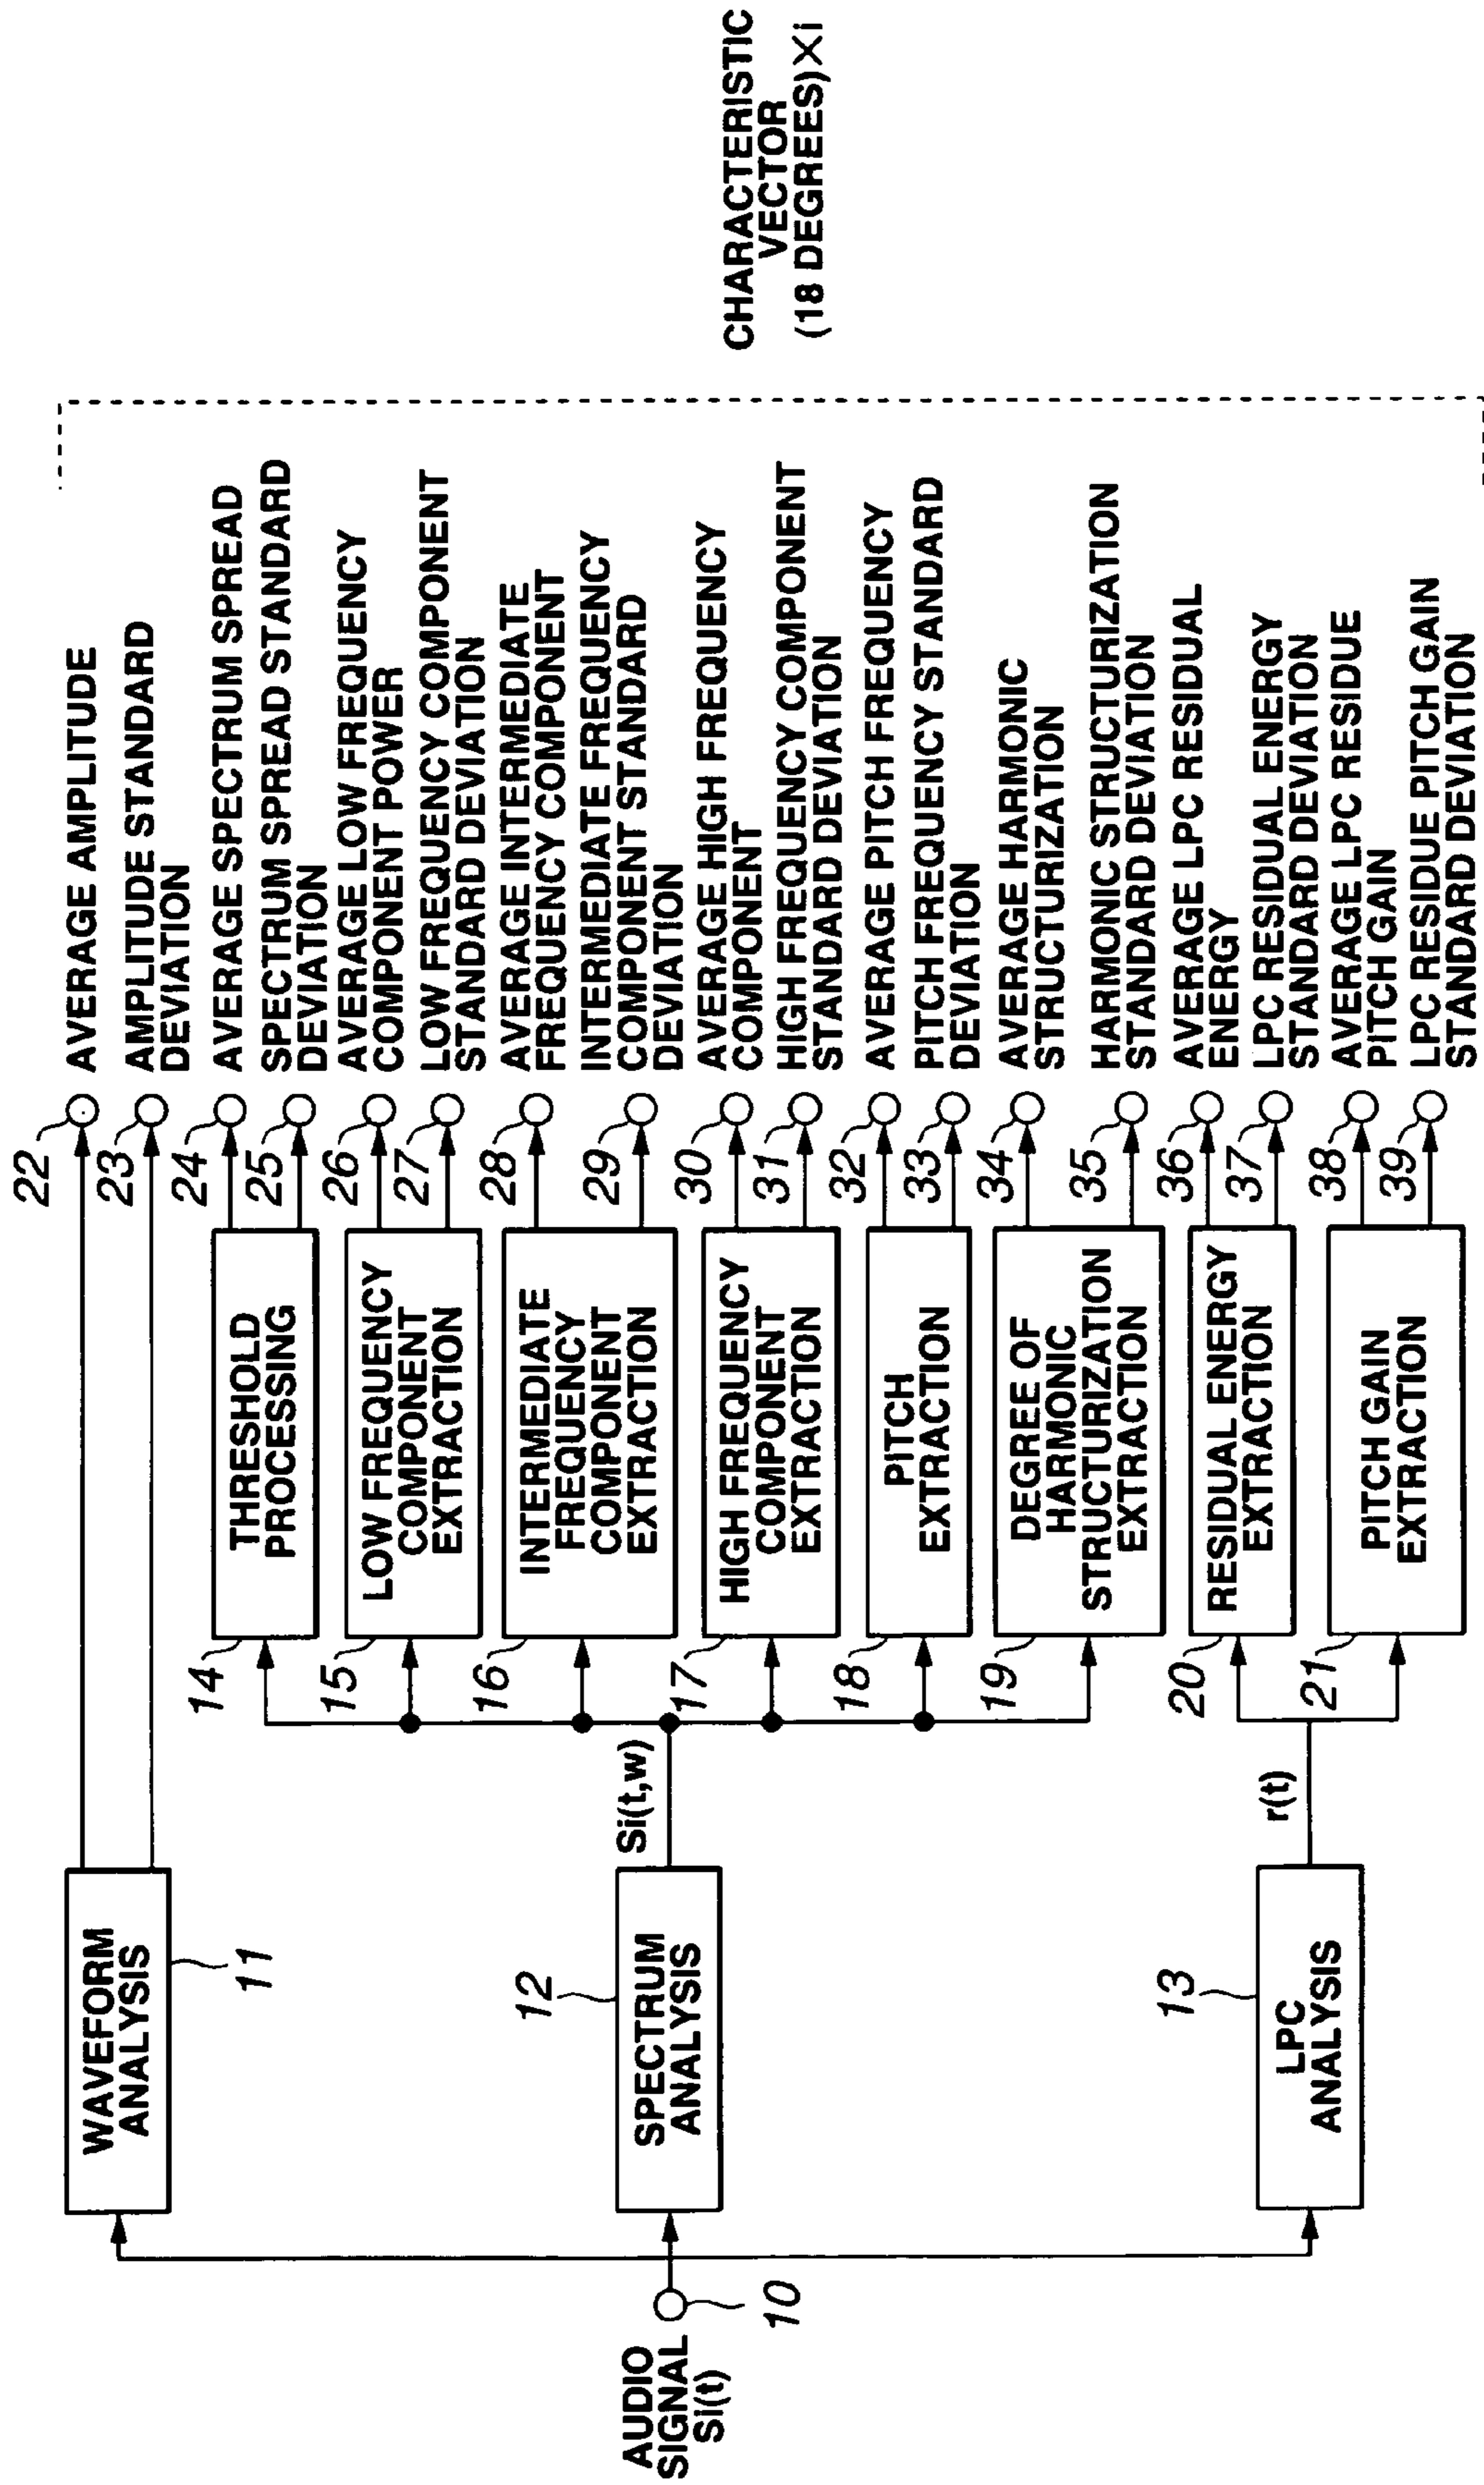 AUDIO
SIGNAL
Si(t)
10
WAVEFORM
ANALYSIS
11
12
SPECTRUM
ANALYSIS
13
LPC
ANALYSIS
Si(t,w)
r(t)
14
THRESHOLD
PROCESSING
15
LOW FREQUENCY
COMPONENT
EXTRACTION
16
INTERMEDIATE
FREQUENCY
COMPONENT
EXTRACTION
17
HIGH FREQUENCY
COMPONENT
EXTRACTION
18
PITCH
EXTRACTION
19
DEGREE OF
HARMONIC
STRUCTURIZATION
EXTRACTION
20
RESIDUAL ENERGY
EXTRACTION
21
PITCH GAIN
EXTRACTION
22
AVERAGE AMPLITUDE
23
AMPLITUDE STANDARD
DEVIATION
24
AVERAGE SPECTRUM SPREAD
25
SPECTRUM SPREAD STANDARD
DEVIATION
26
AVERAGE LOW FREQUENCY
COMPONENT POWER
27
LOW FREQUENCY COMPONENT
STANDARD DEVIATION
28
AVERAGE INTERMEDIATE
FREQUENCY COMPONENT
29
INTERMEDIATE FREQUENCY
COMPONENT STANDARD
DEVIATION
30
AVERAGE HIGH FREQUENCY
COMPONENT
31
HIGH FREQUENCY COMPONENT
STANDARD DEVIATION
32
AVERAGE PITCH FREQUENCY
33
PITCH FREQUENCY STANDARD
DEVIATION
34
AVERAGE HARMONIC
STRUCTURIZATION
35
HARMONIC STRUCTURIZATION
STANDARD DEVIATION
36
AVERAGE LPC RESIDUAL
ENERGY
37
LPC RESIDUAL ENERGY
STANDARD DEVIATION
38
AVERAGE LPC RESIDUE
PITCH GAIN
39
LPC RESIDUE PITCH GAIN
STANDARD DEVIATION
CHARACTERISTIC
VECTOR
(18 DEGREES)×i